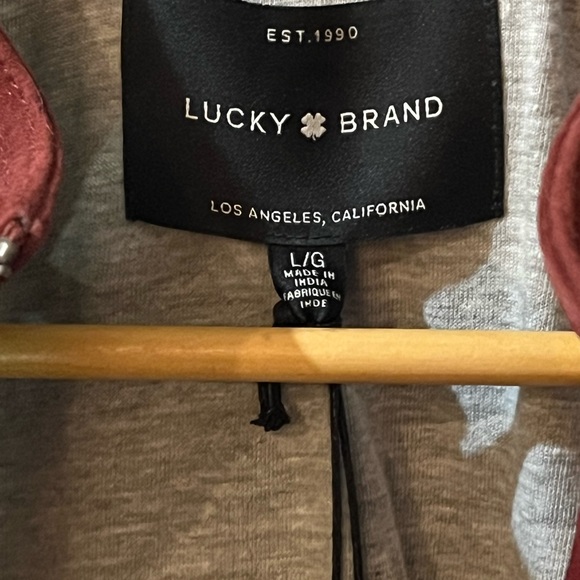 EST.1990
LUCKY BRAND
LOS ANGELES, CALIFORNIA
L/G
MADE IN
INDIA
FABRIQUE EN
INDE